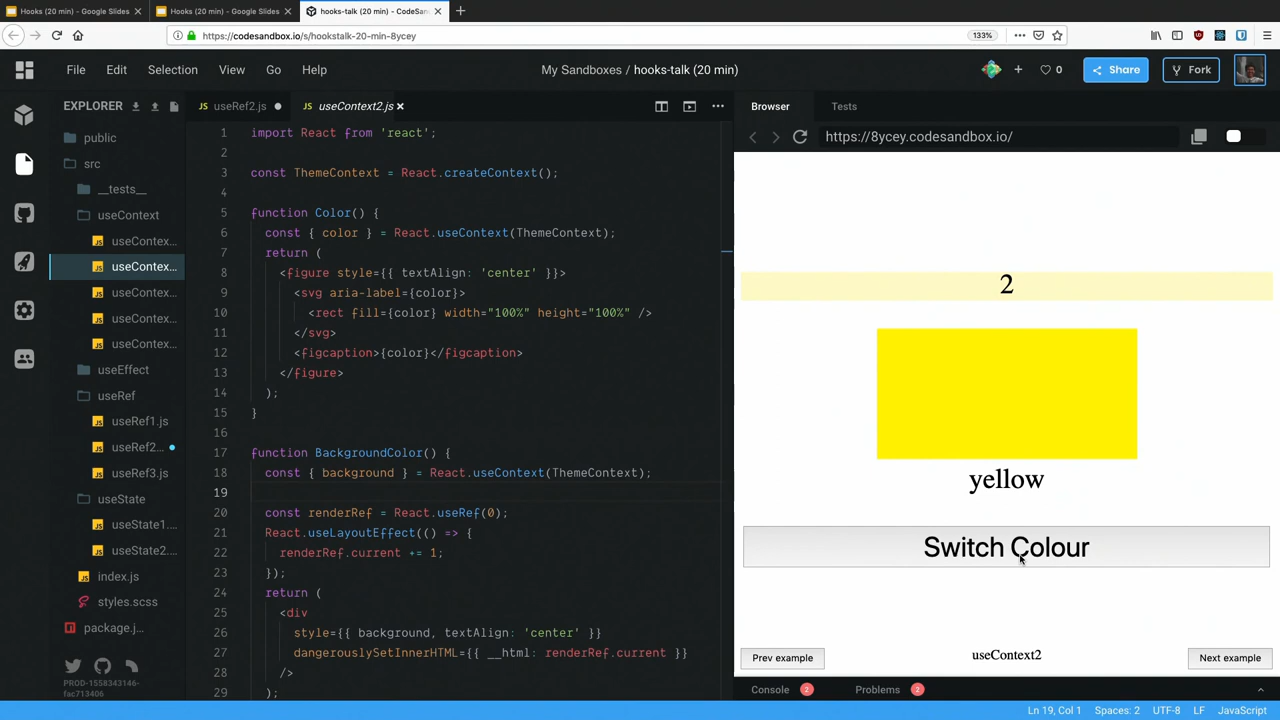 Hooks (20 min) - Google Slides
Hooks (20 min) - Google Slides
hooks-talk (20 min) - CodeSan
https://codesandbox.io/s/hookstalk-20-min-8ycey
133%
File Edit Selection View Go Help
My Sandboxes / hooks-talk (20 min)
0
Share
Fork
EXPLORER
public
src
__tests__
useContext
useContex...
useContex...
useContex...
useContex...
useContex...
useEffect
useRef
useRef1.js
useRef2...
useRef3.js
useState
useState1....
useState2....
index.js
styles.scss
package.j...
PROD-1558343146-
fac713406
JS useRef2.js
JS useContext2.js
1 import React from 'react';
2
3 const ThemeContext = React.createContext();
4
5 function Color() {
6 const { color } = React.useContext(ThemeContext);
7 return (
8 <figure style={{ textAlign: 'center' }}>
9 <svg aria-label={color}>
10 <rect fill={color} width="100%" height="100%" />
11 </svg>
12 <figcaption>{color}</figcaption>
13 </figure>
14 );
15 }
16
17 function BackgroundColor() {
18 const { background } = React.useContext(ThemeContext);
19
20 const renderRef = React.useRef(0);
21 React.useLayoutEffect(() => {
22 renderRef.current += 1;
23 });
24 return (
25 <div
26 style={{ background, textAlign: 'center' }}
27 dangerouslySetInnerHTML={{ __html: renderRef.current }}
28 />
29 );
Browser Tests
https://8ycey.codesandbox.io/
2
yellow
Switch Colour
Prev example
useContext2
Next example
Console 2 Problems 2
Ln 19, Col 1 Spaces: 2 UTF-8 LF JavaScript